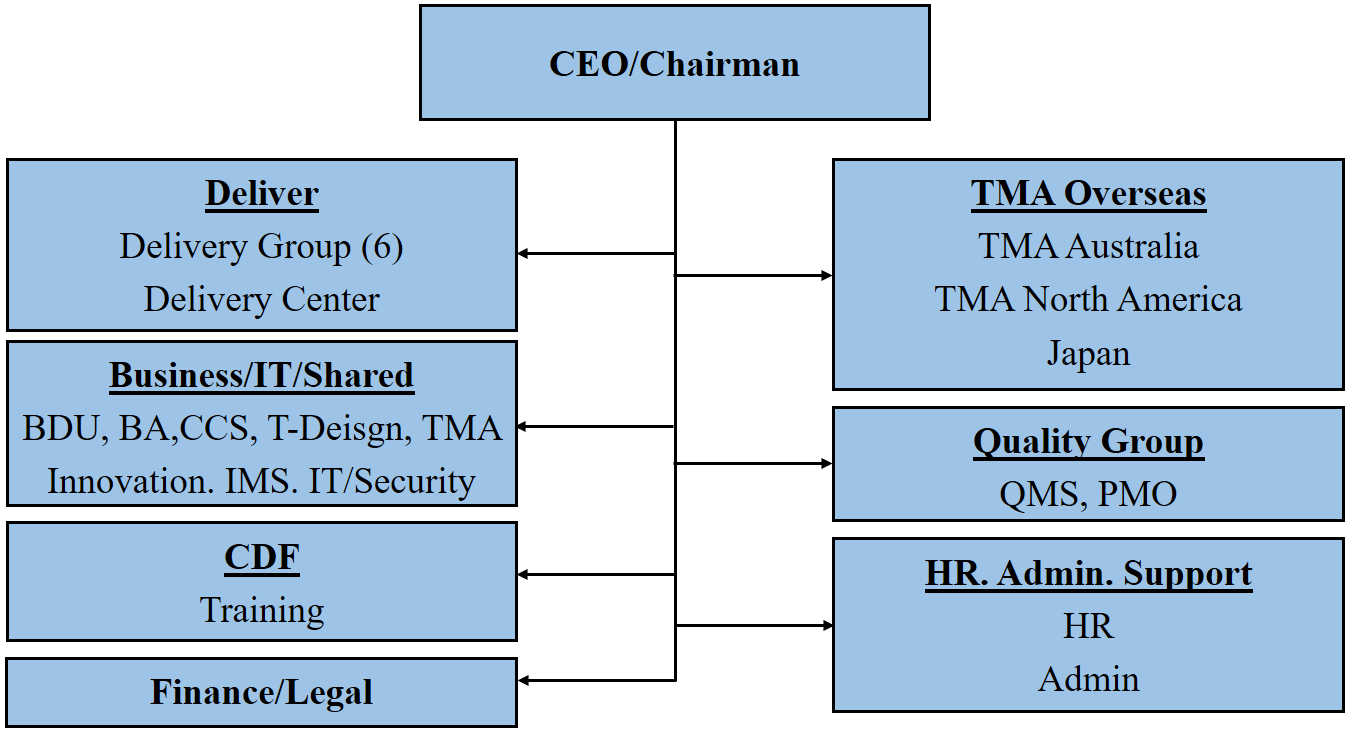 CEO/Chairman
Deliver
Delivery Group (6)
Delivery Center
Business/IT/Shared
BDU, BA,CCS, T-Deisgn, TMA
Innovation. IMS. IT/Security
CDF
Training
Finance/Legal
TMA Overseas
TMA Australia
TMA North America
Japan
Quality Group
QMS, PMO
HR. Admin. Support
HR
Admin